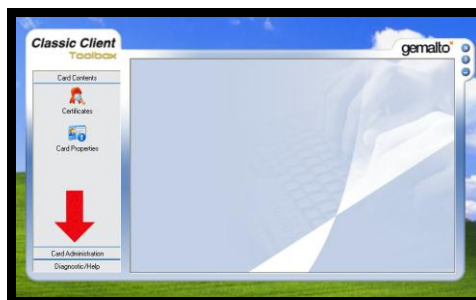 Classic Client
Toolbox
gemalto
Card Contents
Certificates
Card Properties
Card Administration
Diagnostic/Help